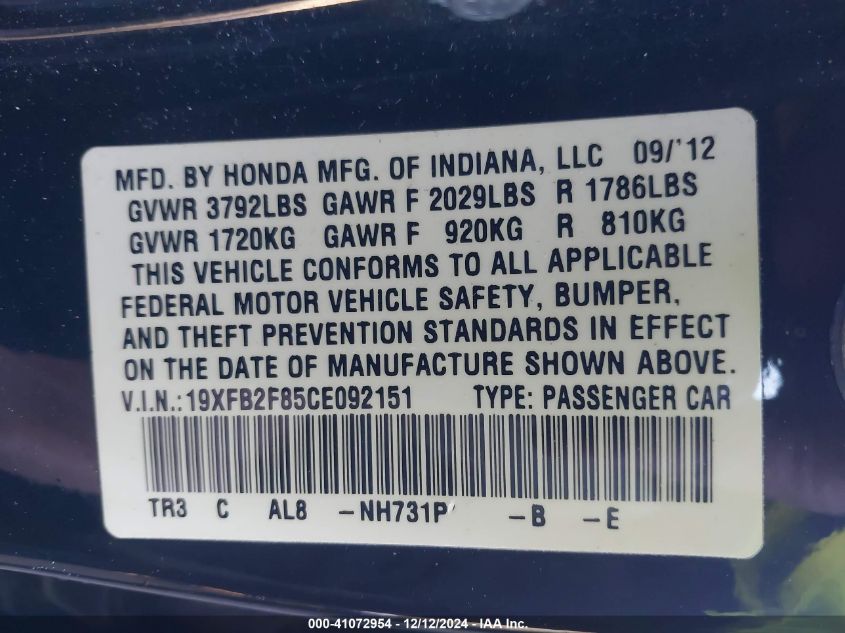 MFD. BY HONDA MFG. OF INDIANA, LLC 09/'12
GVWR 3792LBS GAWR F 2029LBS R 1786LBS
GVWR 1720KG GAWR F 920KG R 810KG
THIS VEHICLE CONFORMS TO ALL APPLICABLE
FEDERAL MOTOR VEHICLE SAFETY, BUMPER,
AND THEFT PREVENTION STANDARDS IN EFFECT
ON THE DATE OF MANUFACTURE SHOWN ABOVE.
V.I.N.:19XFB2F85CE092151 TYPE: PASSENGER CAR
TR3 C AL8 -NH731P -B -E
000-41072954 - 12/12/2024 - IAA Inc.